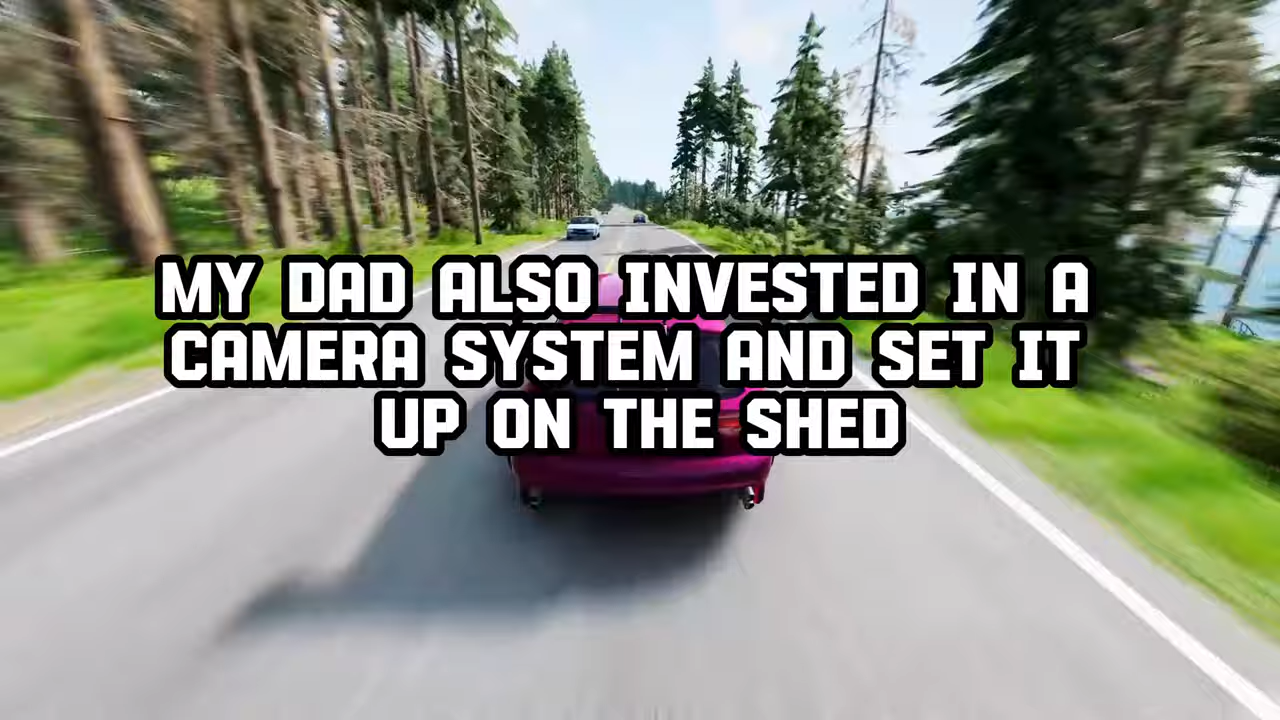 MY DAD ALSO INVESTED IN A
CAMERA SYSTEM AND SET IT
UP ON THE SHED